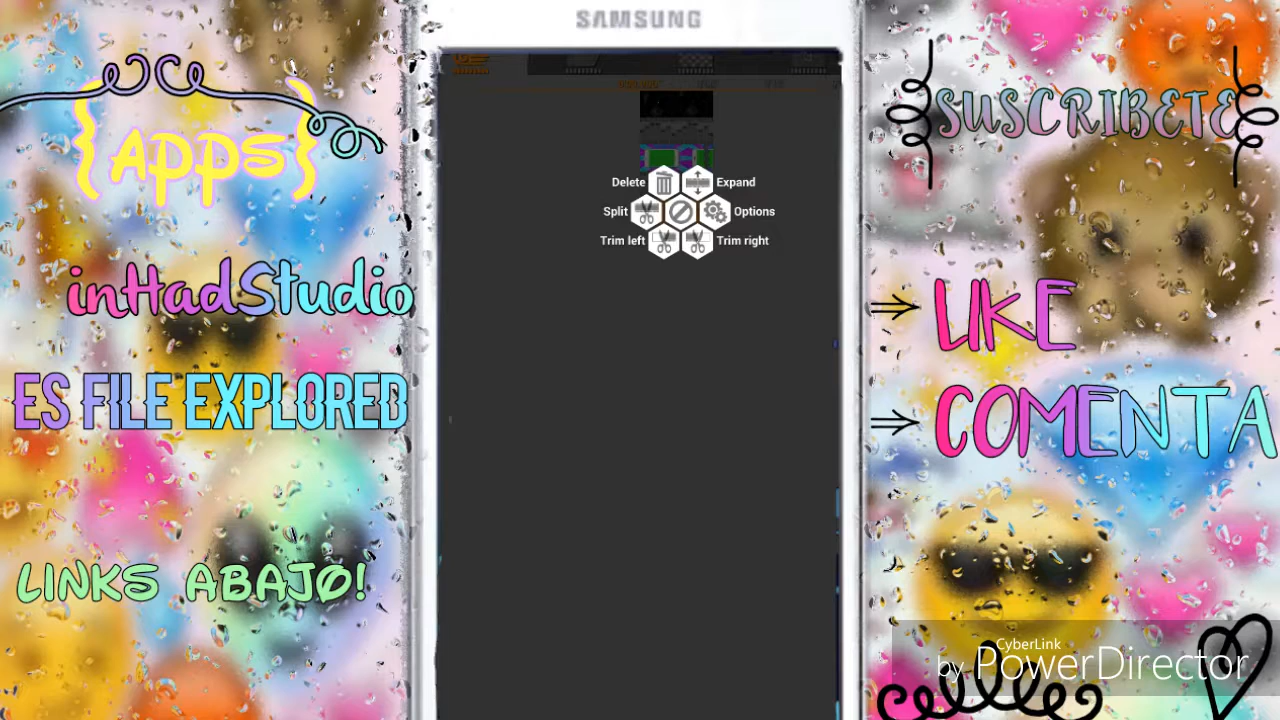 SAMSUNG
{APPS}
inHadStudio
ES FILE EXPLORED
LINKS ABAJO!
Delete
Expand
Split
Options
Trim left
Trim right
SUSCRIBETE
LIKE
COMENTA
CyberLink
by PowerDirector